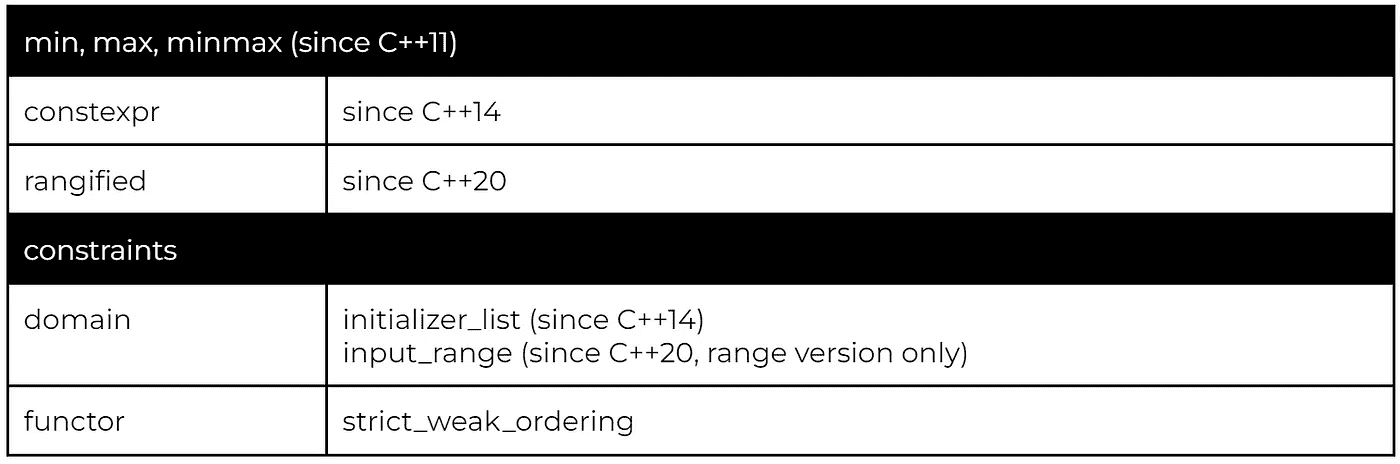 min, max, minmax (since C++11)
constexpr since C++14
rangified since C++20
constraints
domain initializer_list (since C++14)
input_range (since C++20, range version only)
functor strict_weak_ordering